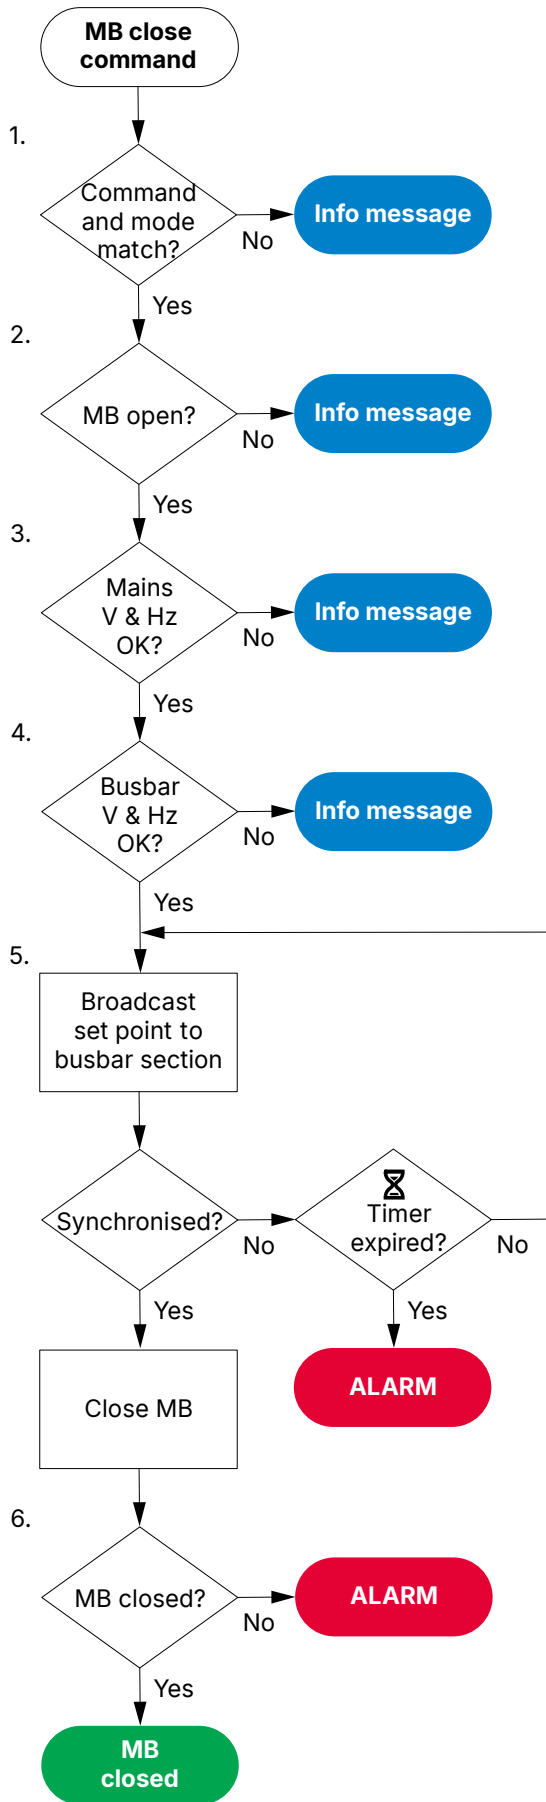 MB close
command
1.
Command
and mode
match?
No
Info message
Yes
2.
MB open?
No
Info message
Yes
3.
Mains
V & Hz
OK?
No
Info message
Yes
4.
Busbar
V & Hz
OK?
No
Info message
Yes
5.
Broadcast
set point to
busbar section
Synchronised?
No
Timer
expired?
No
Yes
Yes
ALARM
Close MB
6.
MB closed?
No
ALARM
Yes
MB
closed